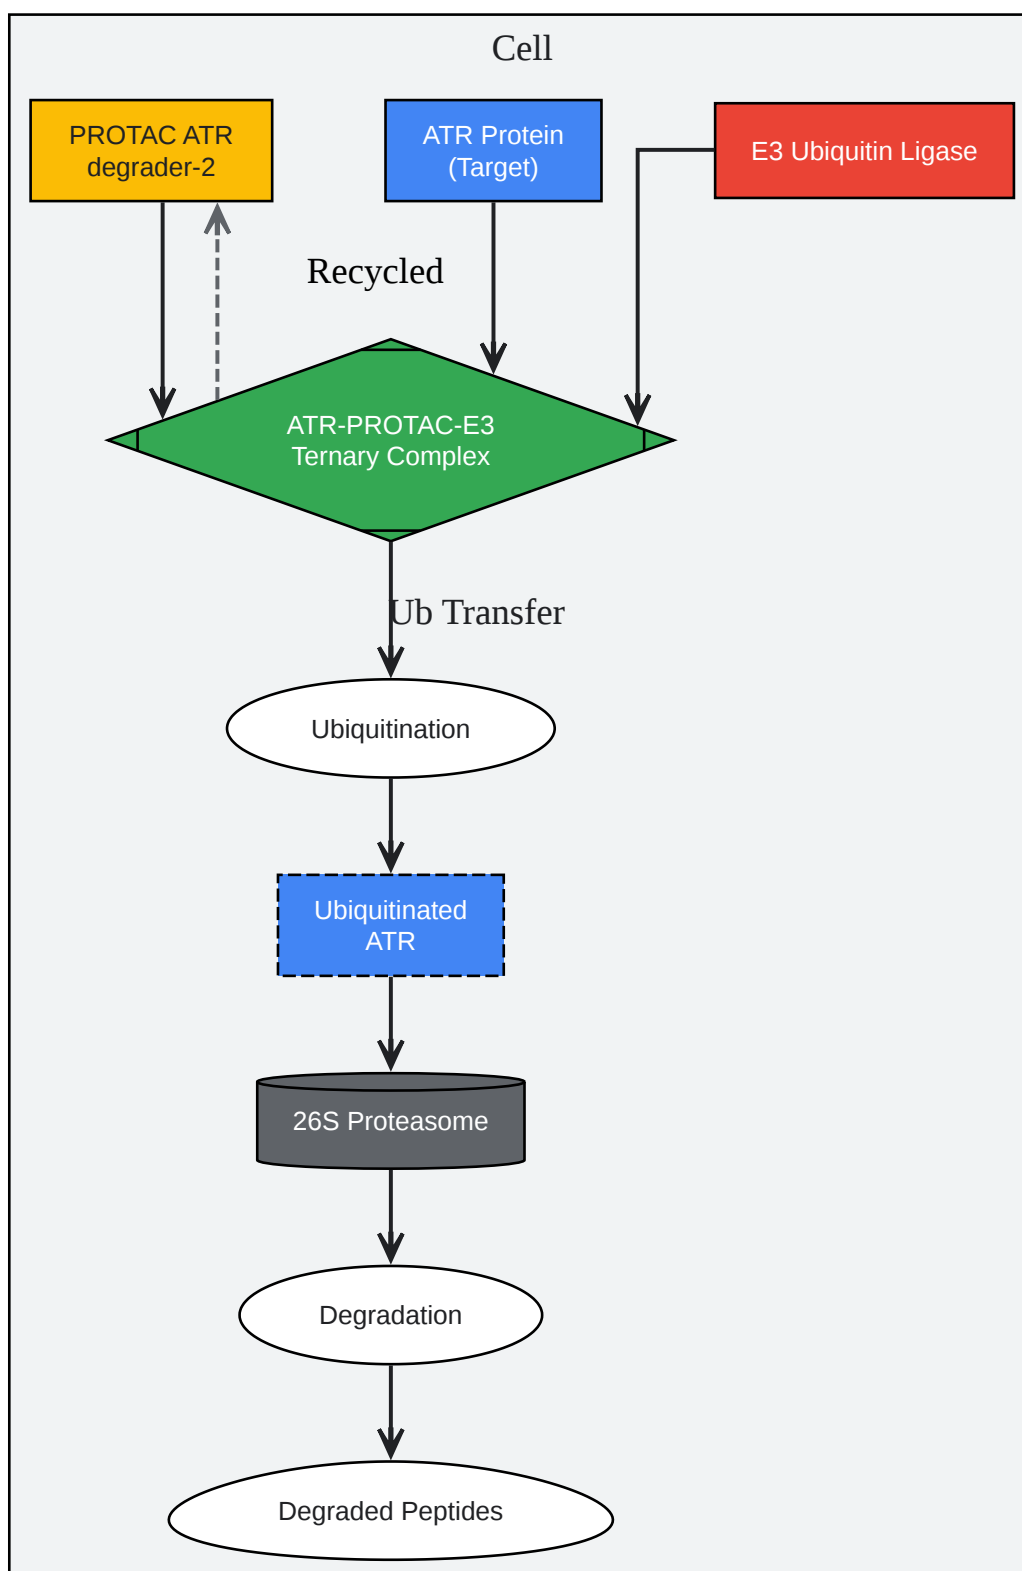 Cell
PROTAC ATR
degrader-2
ATR Protein
(Target)
E3 Ubiquitin Ligase
Recycled
ATR-PROTAC-E3
Ternary Complex
Ub Transfer
Ubiquitination
Ubiquitinated
ATR
26S Proteasome
Degradation
Degraded Peptides